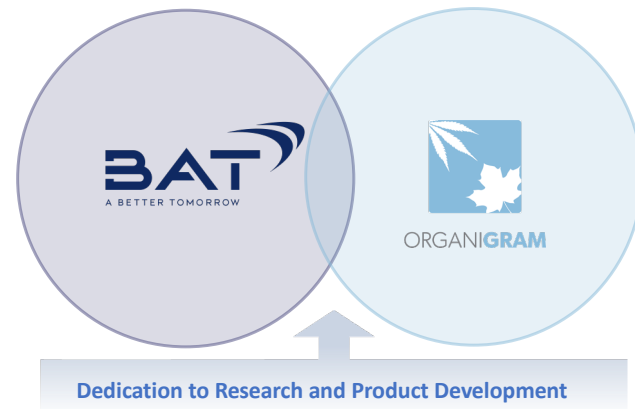 BAT
A BETTER TOMORROW
ORGANIGRAM
Dedication to Research and Product Development